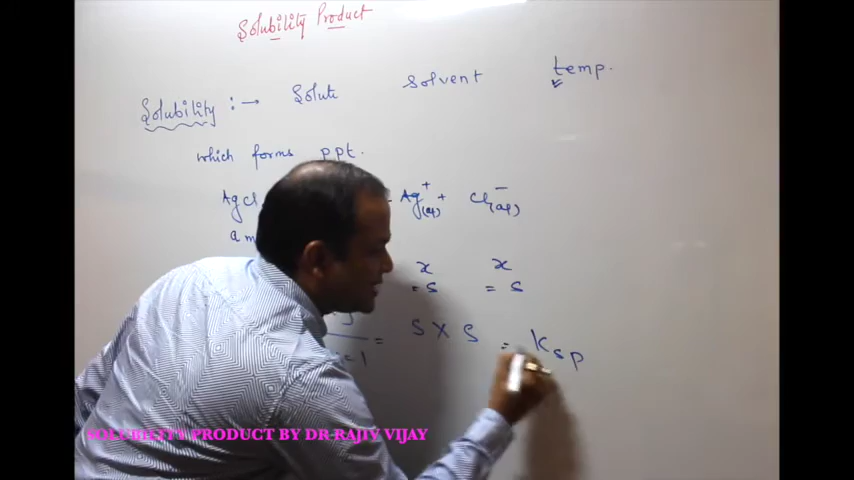 Solubility Product
Solubility :→ Solute Solvent temp.
which forms ppt.
AgCl Ag+(aq) + Cl-(aq)
x x
= s = s
= S X S = Ksp
SOLUBILITY PRODUCT BY DR RAJIV VIJAY